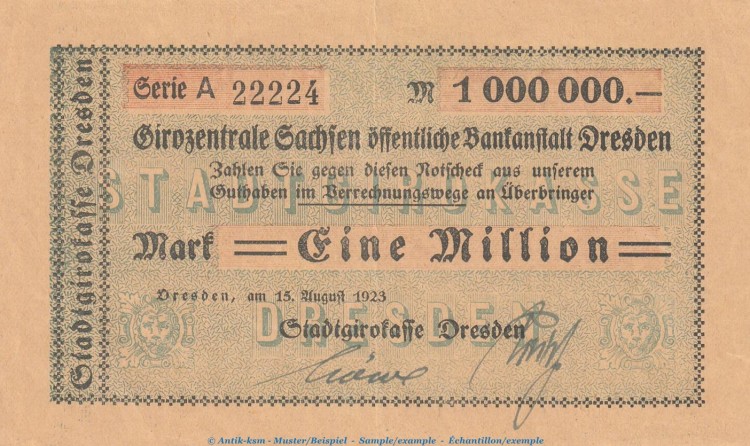 Stadtgirokasse Dresden
Serie A 22224 M 1 000 000.–
Girozentrale Sachsen öffentliche Bankanstalt Dresden
Zahlen Sie gegen diesen Notscheck aus unserem
Guthaben im Verrechnungswege an Überbringer
STADTGIROKASSE
Mark = Eine Million =
Dresden, am 15. August 1923
DRESDEN
Stadtgirokasse Dresden
© Antik-ksm - Muster/Beispiel - Sample/example - Échantillon/exemple